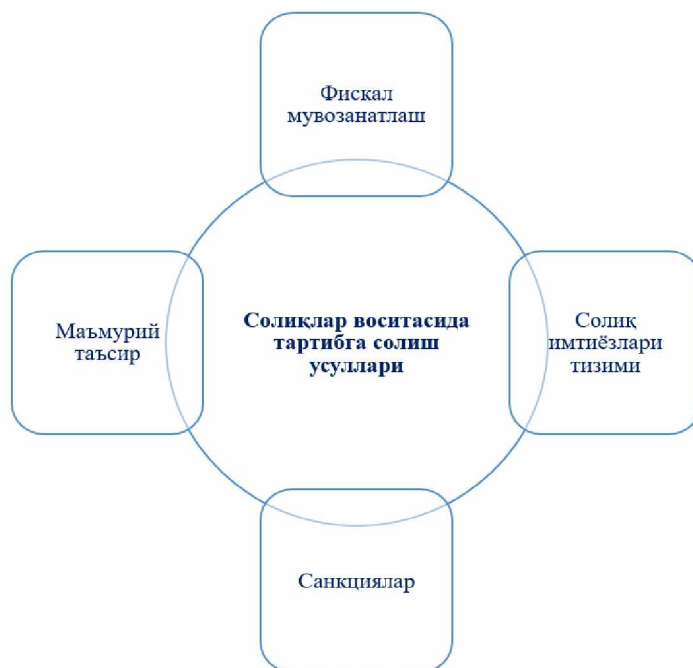 Фискал
мувозанатлаш
Маъмурий
таъсир
Солиқлар воситасида
тартибга солиш
усуллари
Солиқ
имтиёзлари
тизими
Санкциялар